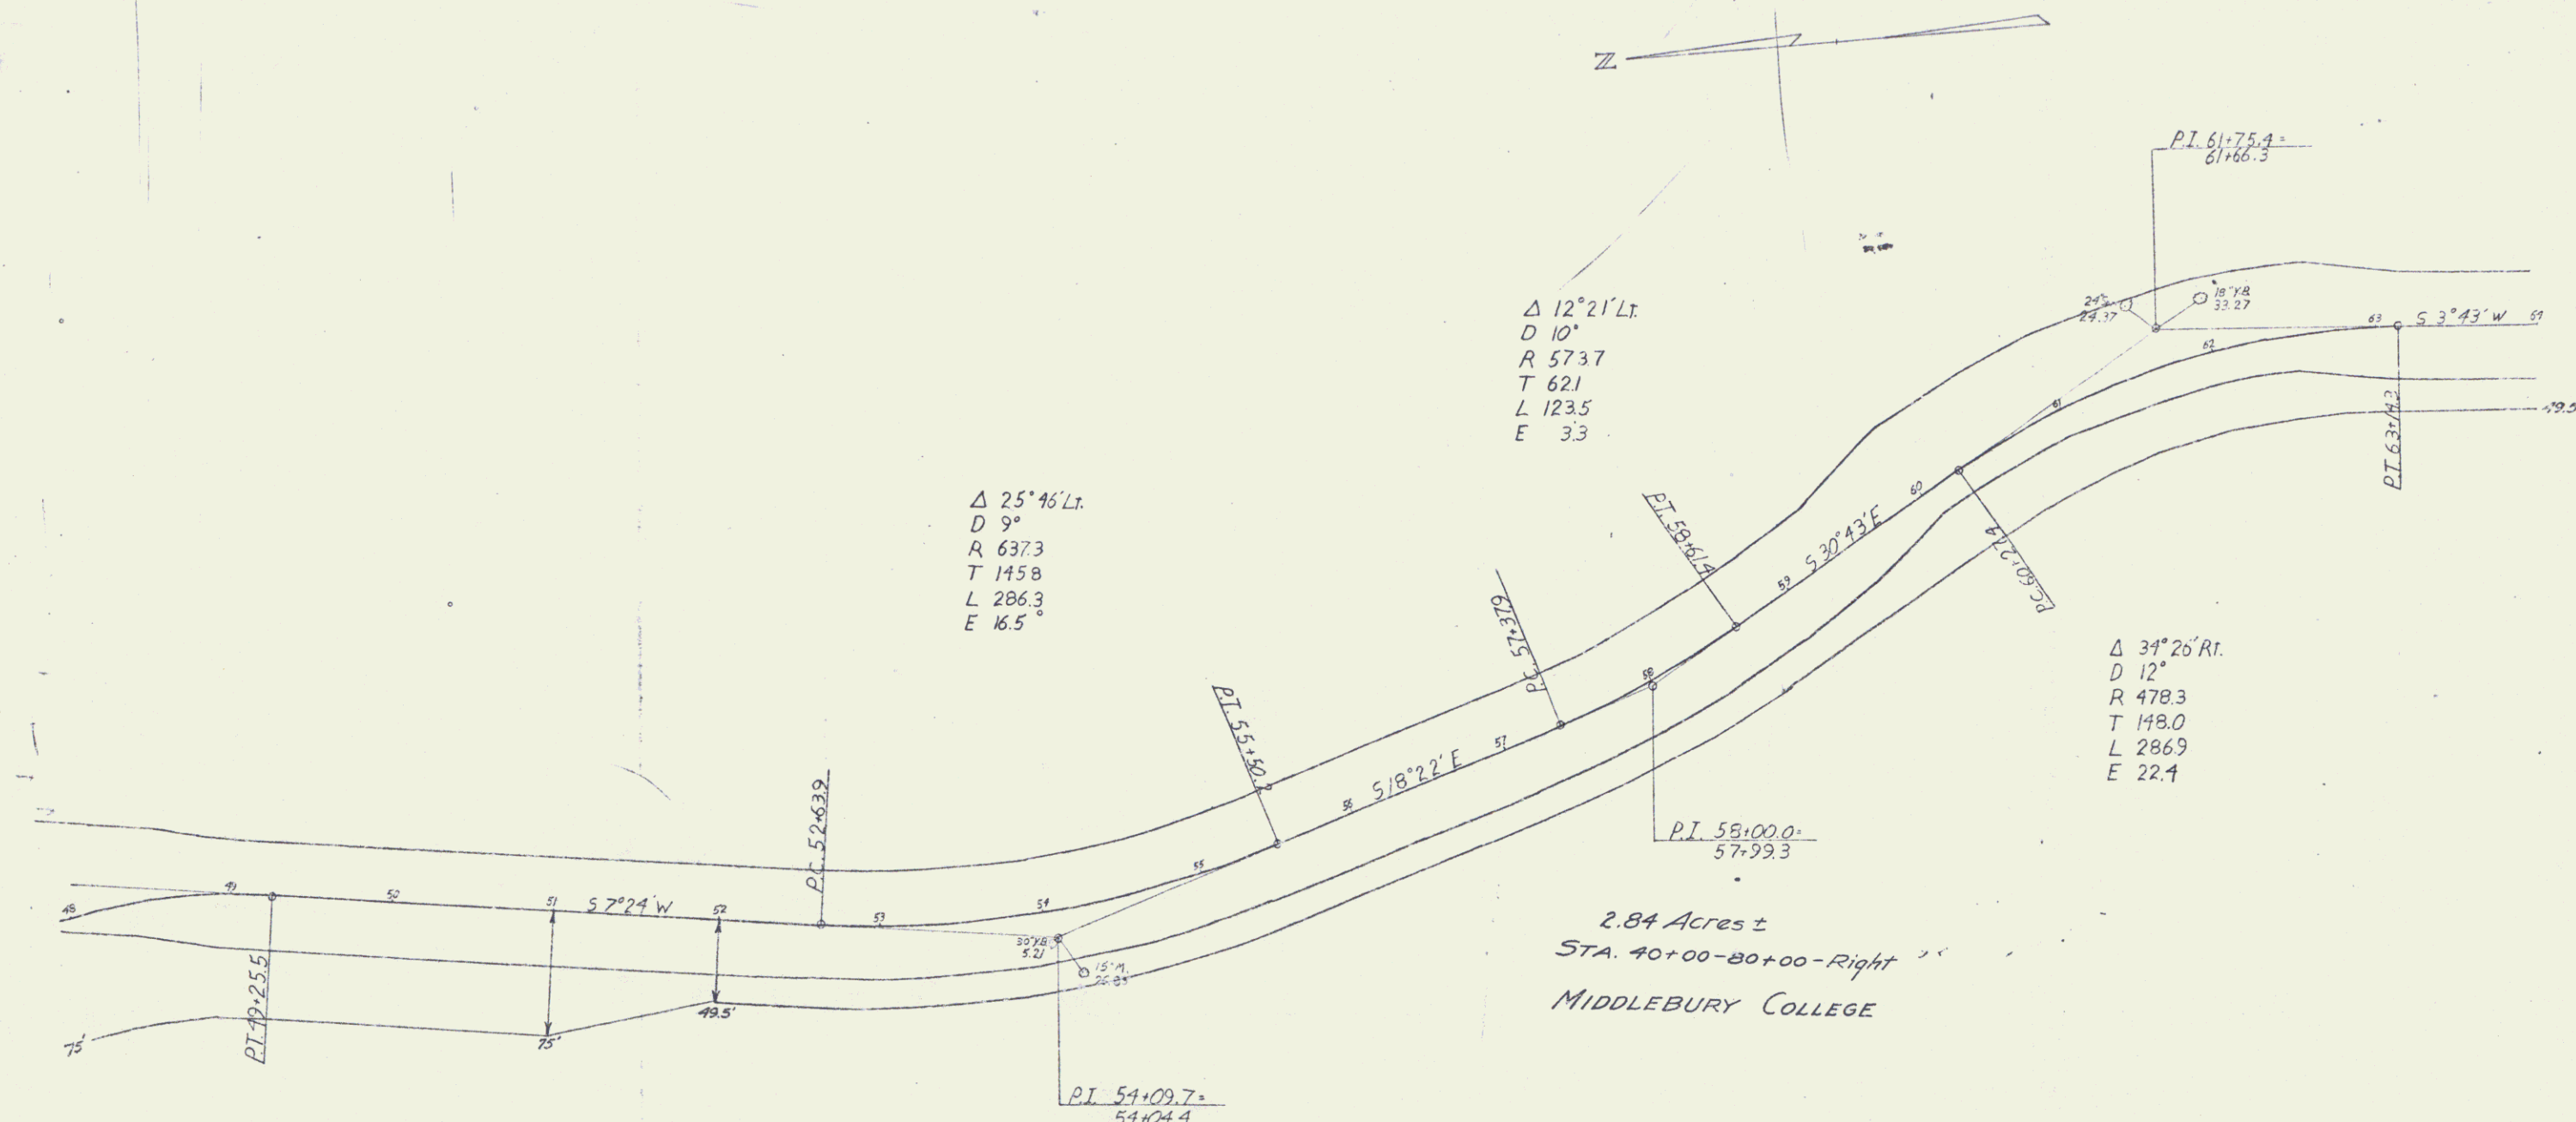 Z
P.I. 61+75.4=
61+66.3
18" Y.B.
33.27
24"
24.37
63
S 3°43' W
62
61
P.T. 63+14.3
Δ 12°21' Lt.
D 10°
R 573.7
T 62.1
L 123.5
E 3.3
Δ 25°46' Lt.
D 9°
R 637.3
T 145.8
L 286.3
E 16.5
P.T. 58+61.4
S 30°43' E
59
60
P.C. 60+27.4
P.C. 57+37.9
58
57
Δ 34°26' Rt.
D 12°
R 478.3
T 148.0
L 286.9
E 22.4
P.T. 55+50.2
S 18°22' E
56
P.C. 52+63.9
55
54
53
P.I. 58+00.0=
57+99.3
48
49
50
51
S 7°24' W
52
30" Y.B.
5.21
15" M.
P.T. 49+25.5
75'
75'
49.5'
2.84 Acres ±
STA. 40+00-80+00-Right
MIDDLEBURY COLLEGE
P.I. 54+09.7=
54+04.4